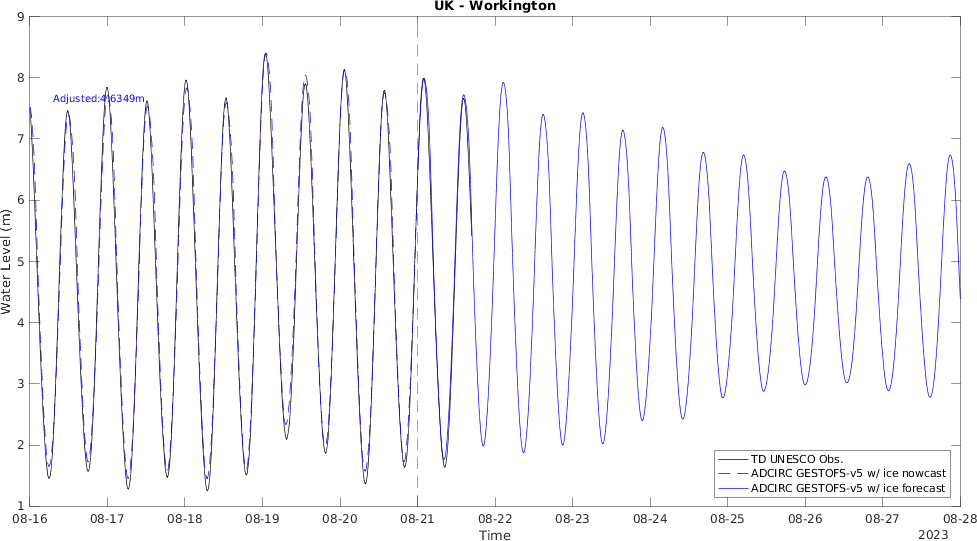 UK - Workington
9
8
7
6
5
4
3
2
1
Water Level (m)
Adjusted:4.6349m
TD UNESCO Obs.
ADCIRC GESTOFS-v5 w/ ice nowcast
ADCIRC GESTOFS-v5 w/ ice forecast
08-16 08-17 08-18 08-19 08-20 08-21 08-22 08-23 08-24 08-25 08-26 08-27 08-28
Time
2023